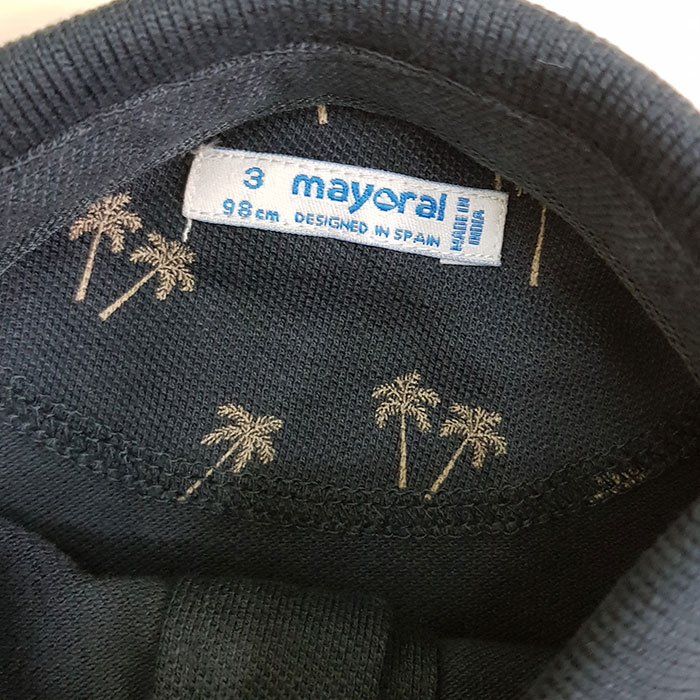 3 mayoral
98cm DESIGNED IN SPAIN
MADE IN
INDIA